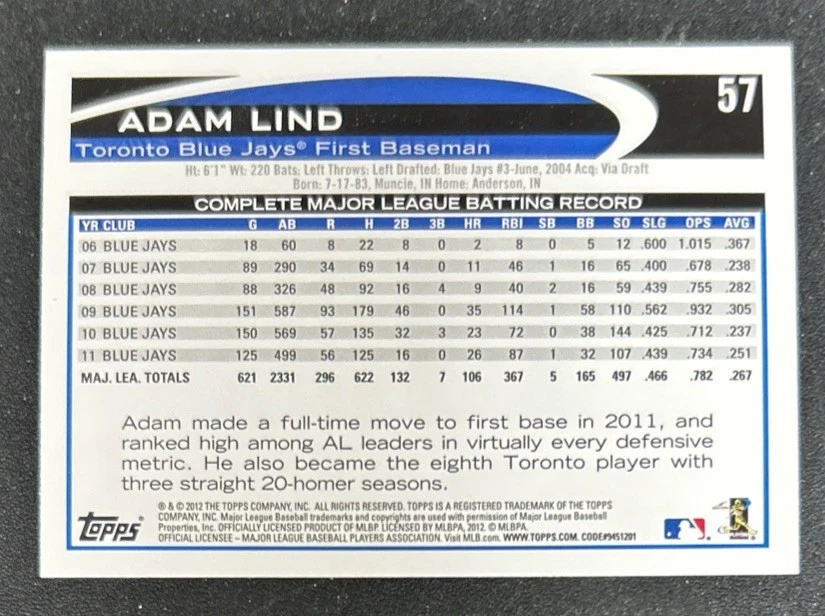 57
ADAM LIND
Toronto Blue Jays® First Baseman
Ht: 6'1" Wt: 220 Bats: Left Throws: Left Drafted: Blue Jays #3-June, 2004 Acq: Via Draft
Born: 7-17-83, Muncie, IN Home: Anderson, IN
COMPLETE MAJOR LEAGUE BATTING RECORD
YR CLUB G AB R H 2B 3B HR RBI SB BB SO SLG OPS AVG
06 BLUE JAYS 18 60 8 22 8 0 2 8 0 5 12 .600 1.015 .367
07 BLUE JAYS 89 290 34 69 14 0 11 46 1 16 65 .400 .678 .238
08 BLUE JAYS 88 326 48 92 16 4 9 40 2 16 59 .439 .755 .282
09 BLUE JAYS 151 587 93 179 46 0 35 114 1 58 110 .562 .932 .305
10 BLUE JAYS 150 569 57 135 32 3 23 72 0 38 144 .425 .712 .237
11 BLUE JAYS 125 499 56 125 16 0 26 87 1 32 107 .439 .734 .251
MAJ. LEA. TOTALS 621 2331 296 622 132 7 106 367 5 165 497 .466 .782 .267
Adam made a full-time move to first base in 2011, and
ranked high among AL leaders in virtually every defensive
metric. He also became the eighth Toronto player with
three straight 20-homer seasons.
® & © 2012 THE TOPPS COMPANY, INC. ALL RIGHTS RESERVED. TOPPS IS A REGISTERED TRADEMARK OF THE TOPPS
COMPANY, INC. Major League Baseball trademarks and copyrights are used with permission of Major League Baseball
Properties, Inc. OFFICIALLY LICENSED PRODUCT OF MLBP LICENSED BY MLBPA, 2012. © MLBPA.
OFFICIAL LICENSEE – MAJOR LEAGUE BASEBALL PLAYERS ASSOCIATION. Visit MLB.com. WWW.TOPPS.COM. CODE#9451201
Topps®